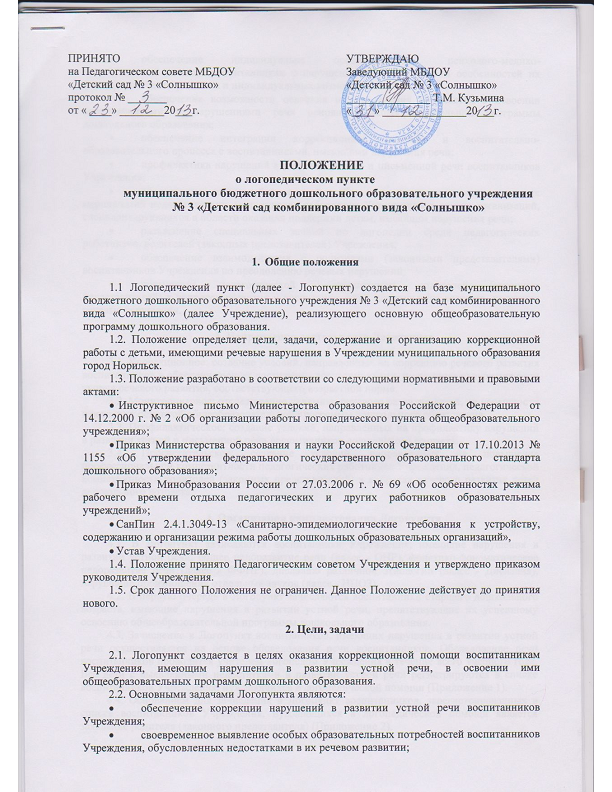 ПРИНЯТО
на Педагогическом совете МБДОУ
«Детский сад № 3 «Солнышко»
протокол № 3
от « 23 » 12 2013г.
УТВЕРЖДАЮ
Заведующий МБДОУ
«Детский сад № 3 «Солнышко»
Т.М. Кузьмина
« 31 » 12 2013 г.
ПОЛОЖЕНИЕ
о логопедическом пункте
муниципального бюджетного дошкольного образовательного учреждения
№ 3 «Детский сад комбинированного вида «Солнышко»
1. Общие положения
1.1 Логопедический пункт (далее - Логопункт) создается на базе муниципального
бюджетного дошкольного образовательного учреждения № 3 «Детский сад комбинированного
вида «Солнышко» (далее Учреждение), реализующего основную общеобразовательную
программу дошкольного образования.
1.2. Положение определяет цели, задачи, содержание и организацию коррекционной
работы с детьми, имеющими речевые нарушения в Учреждении муниципального образования
город Норильск.
1.3. Положение разработано в соответствии со следующими нормативными и правовыми
актами:
• Инструктивное письмо Министерства образования Российской Федерации от
14.12.2000 г. № 2 «Об организации работы логопедического пункта общеобразовательного
учреждения»;
• Приказ Министерства образования и науки Российской Федерации от 17.10.2013 №
1155 «Об утверждении федерального государственного образовательного стандарта
дошкольного образования»;
• Приказ Минобразования России от 27.03.2006 г. № 69 «Об особенностях режима
рабочего времени отдыха педагогических и других работников образовательных
учреждений»;
• СанПин 2.4.1.3049-13 «Санитарно-эпидемиологические требования к устройству,
содержанию и организации режима работы дошкольных образовательных организаций»,
• Устав Учреждения.
1.4. Положение принято Педагогическим советом Учреждения и утверждено приказом
руководителя Учреждения.
1.5. Срок данного Положения не ограничен. Данное Положение действует до принятия
нового.
2. Цели, задачи
2.1. Логопункт создается в целях оказания коррекционной помощи воспитанникам
Учреждения, имеющим нарушения в развитии устной речи, в освоении ими
общеобразовательных программ дошкольного образования.
2.2. Основными задачами Логопункта являются:
• обеспечение коррекции нарушений в развитии устной речи воспитанников
Учреждения;
• своевременное выявление особых образовательных потребностей воспитанников
Учреждения, обусловленных недостатками в их речевом развитии;